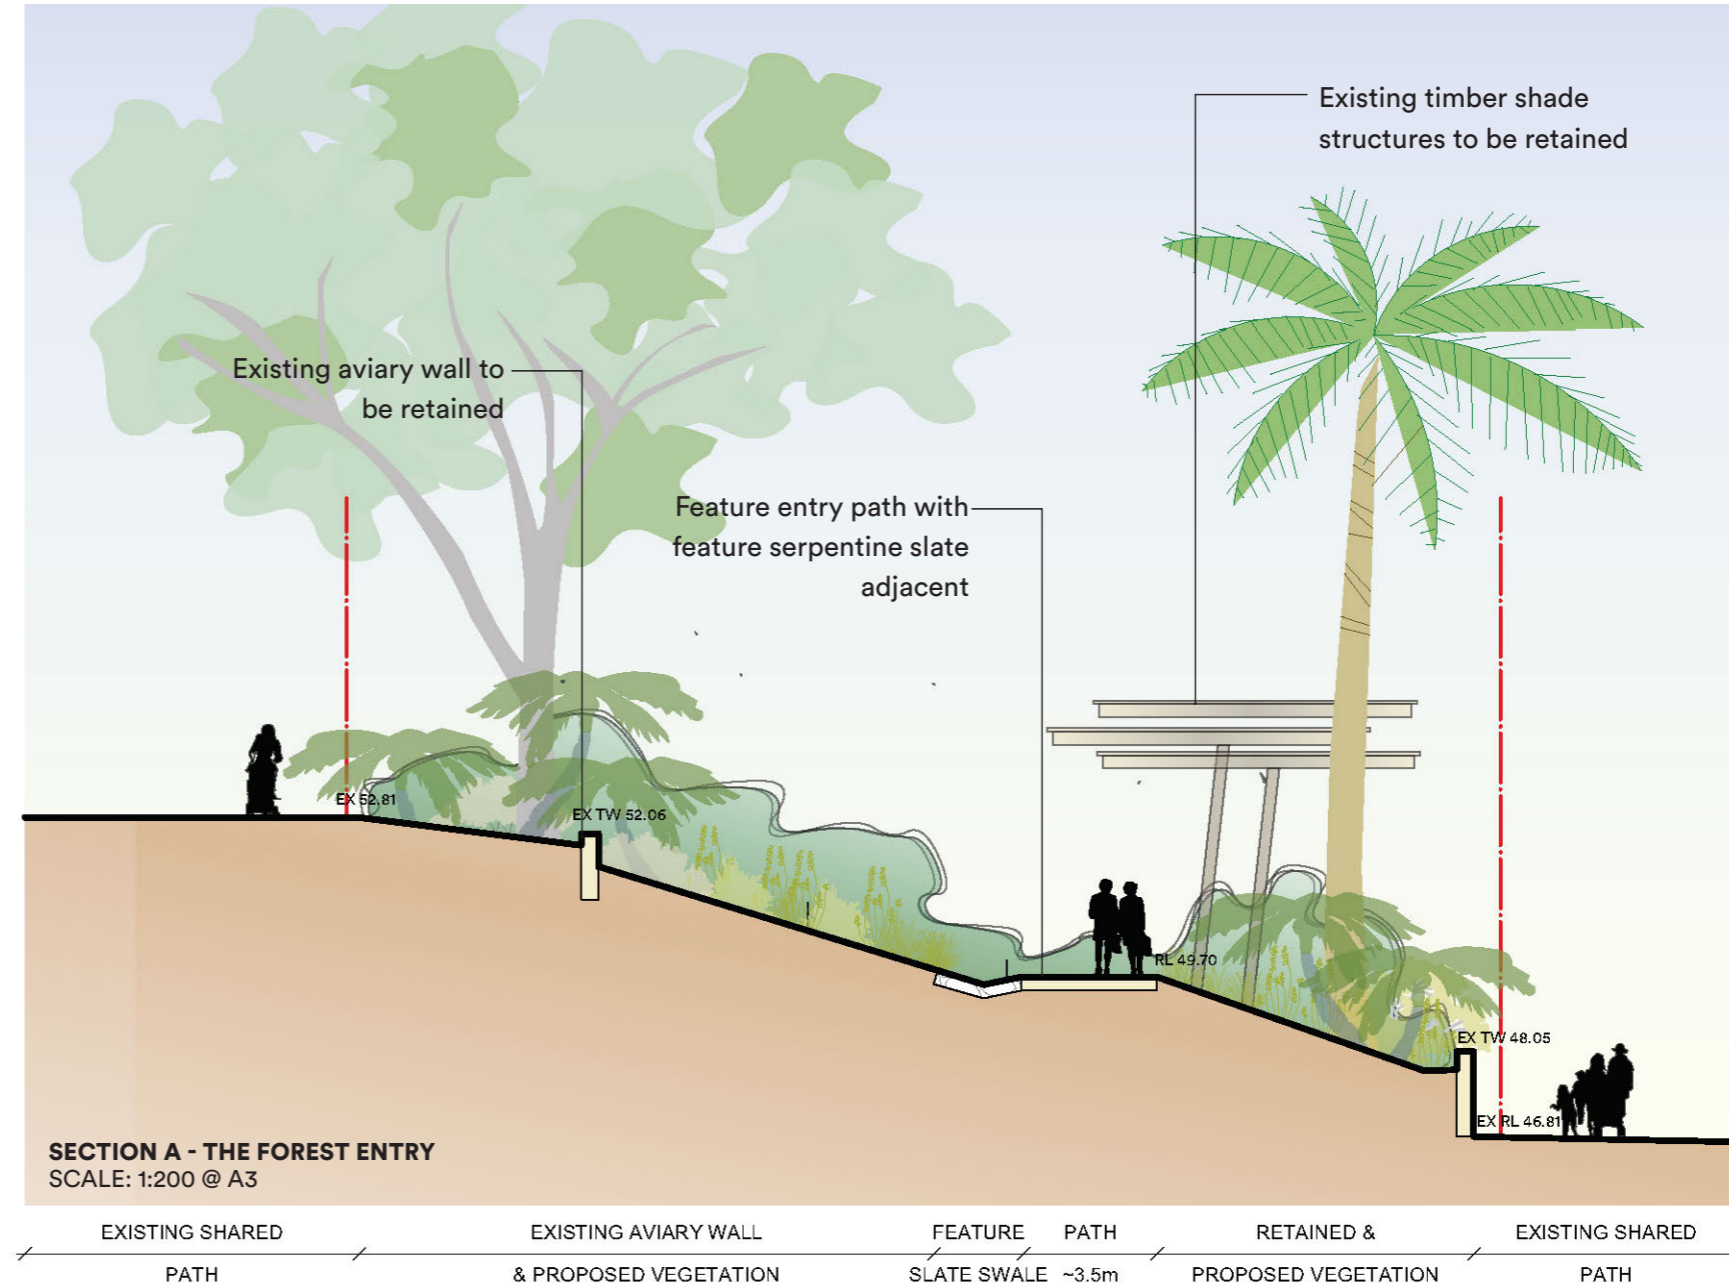 Existing timber shade
structures to be retained
Existing aviary wall to
be retained
Feature entry path with
feature serpentine slate
adjacent
EX 52.81
EX TW 52.06
RL 49.70
EX TW 48.05
EX RL 46.81
SECTION A - THE FOREST ENTRY
SCALE: 1:200 @ A3
EXISTING SHARED
PATH
EXISTING AVIARY WALL
& PROPOSED VEGETATION
FEATURE
SLATE SWALE
PATH
~3.5m
RETAINED &
PROPOSED VEGETATION
EXISTING SHARED
PATH